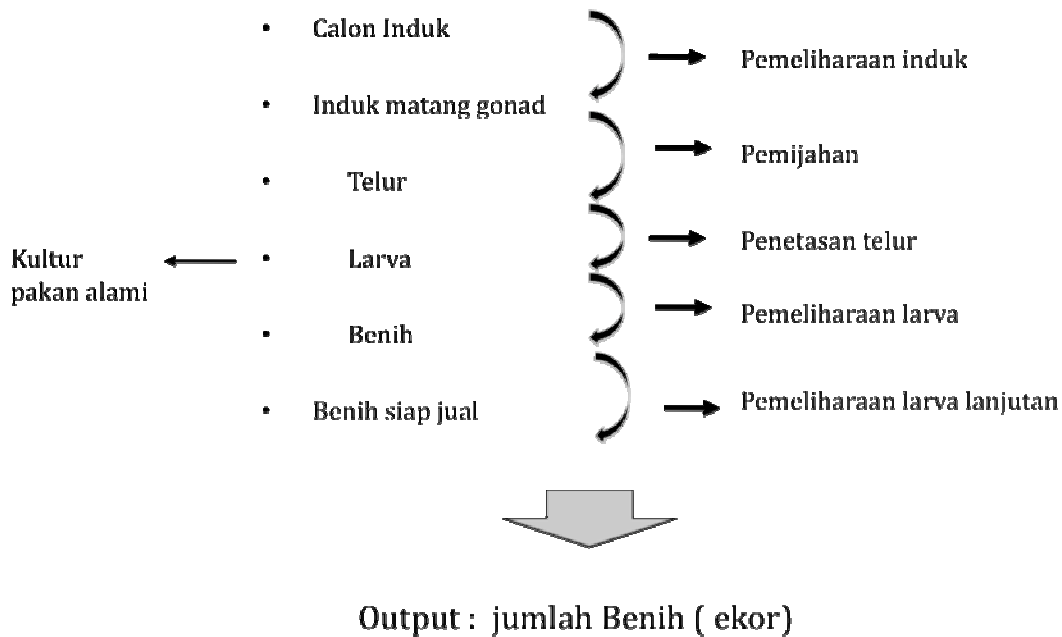 Calon Induk
Pemeliharaan induk
Induk matang gonad
Pemijahan
Telur
Penetasan telur
Kultur
pakan alami
Larva
Pemeliharaan larva
Benih
Pemeliharaan larva lanjutan
Benih siap jual
Output : jumlah Benih ( ekor)